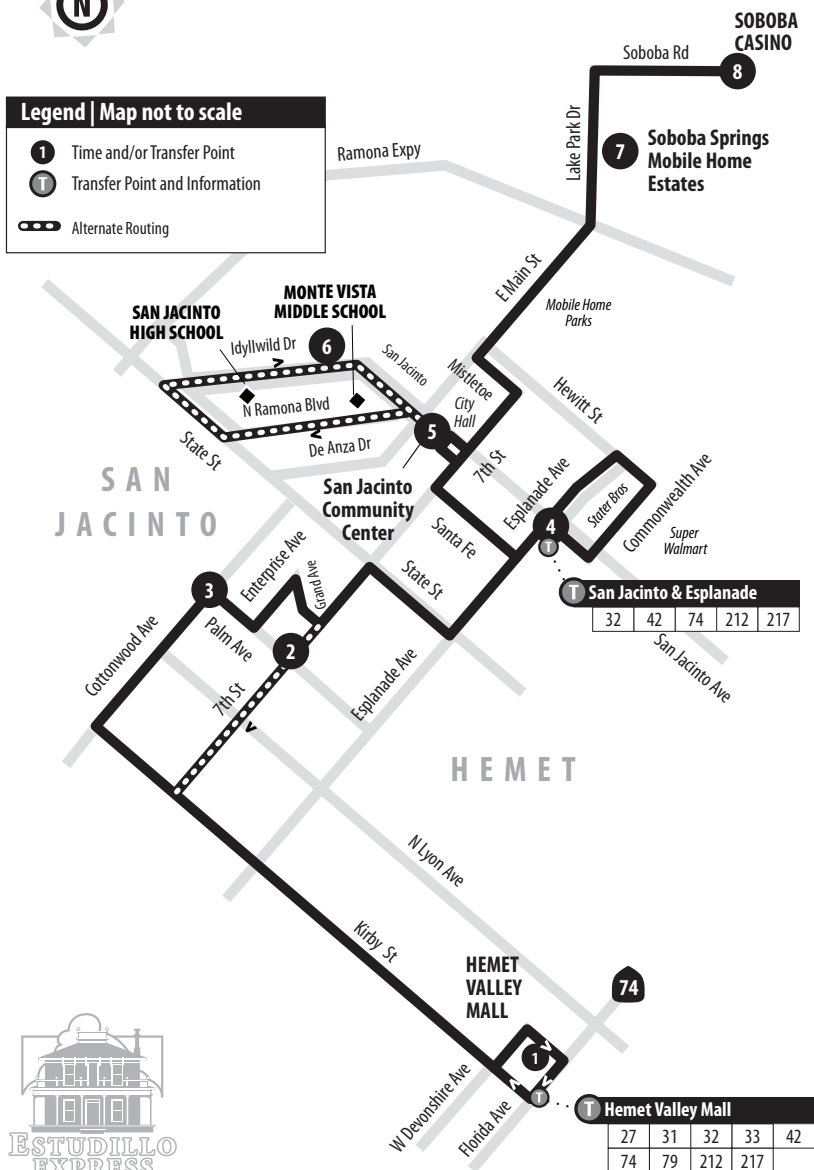 N
SOBOBA
CASINO
Soboba Rd
8
Legend | Map not to scale
1 Time and/or Transfer Point
T Transfer Point and Information
Alternate Routing
Ramona Expy
Lake Park Dr
7
Soboba Springs
Mobile Home
Estates
E Main St
Mobile Home
Parks
SAN JACINTO
HIGH SCHOOL
MONTE VISTA
MIDDLE SCHOOL
Idyllwild Dr
6
San Jacinto
Mistletoe
Hewitt St
N Ramona Blvd
City
Hall
5
De Anza Dr
State St
7th St
SAN
JACINTO
San Jacinto
Community
Center
Esplanade Ave
Stater Bros
Commonwealth Ave
Super
Walmart
Santa Fe
4
T
Enterprise Ave
Grand Ave
State St
3
T San Jacinto & Esplanade
32 42 74 212 217
San Jacinto Ave
Palm Ave
2
Cottonwood Ave
7th St
Esplanade Ave
HEMET
N Lyon Ave
Kirby St
HEMET
VALLEY
MALL
74
1
T
W Devonshire Ave
Florida Ave
T Hemet Valley Mall
27 31 32 33 42
74 79 212 217
ESTUDILLO
EXPRESS